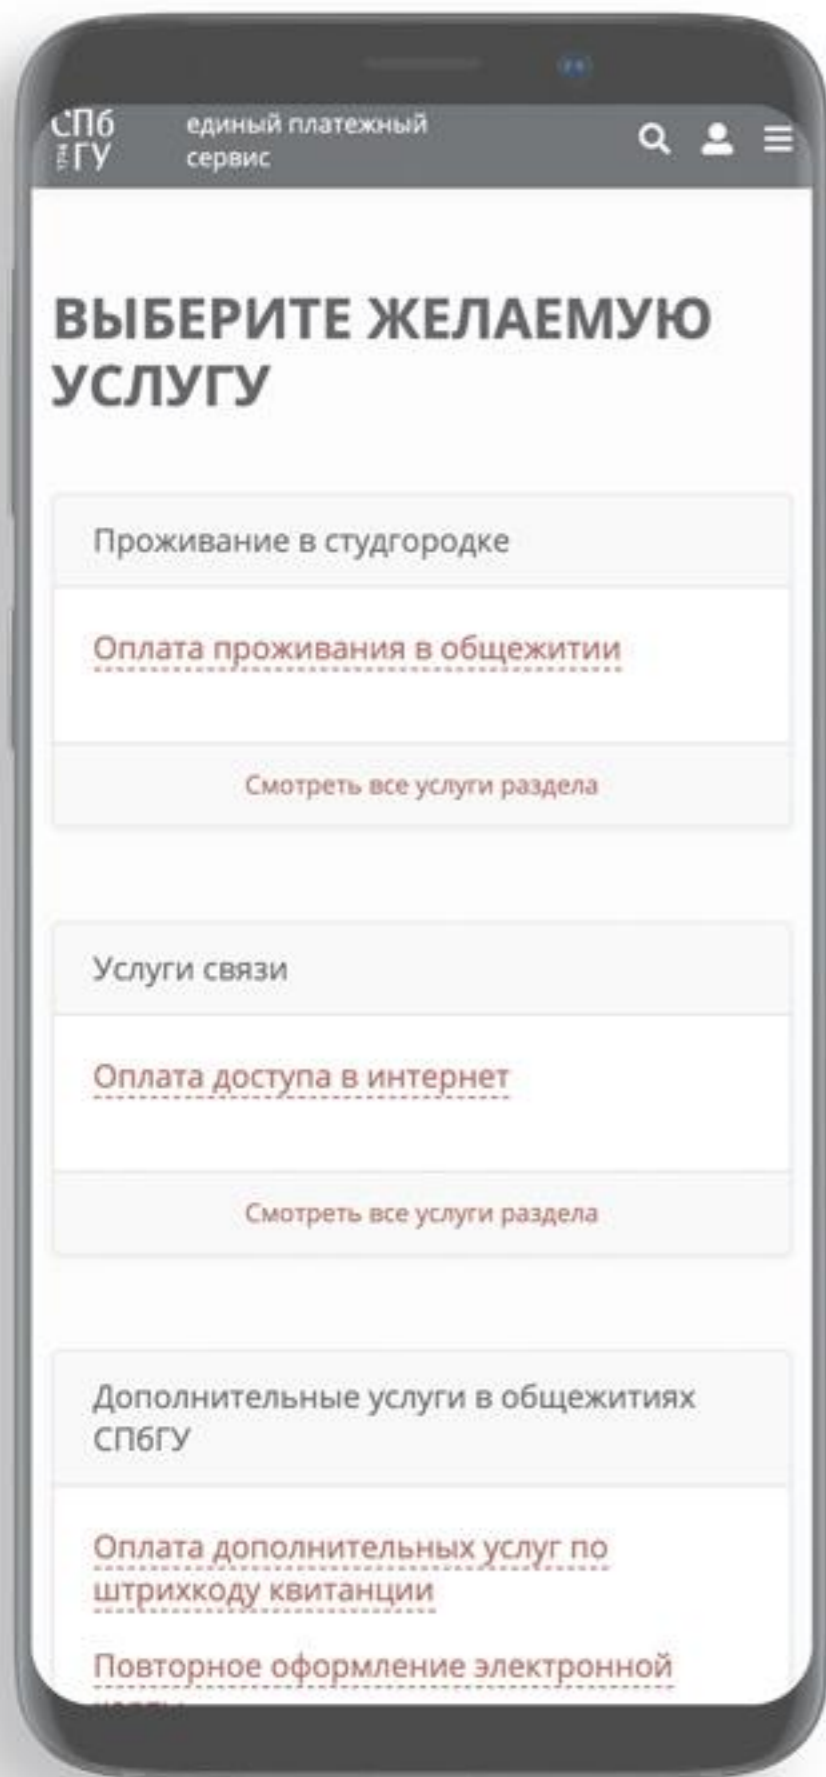 СПб
ГУ
1724
единый платежный
сервис
ВЫБЕРИТЕ ЖЕЛАЕМУЮ
УСЛУГУ
Проживание в студгородке
Оплата проживания в общежитии
Смотреть все услуги раздела
Услуги связи
Оплата доступа в интернет
Смотреть все услуги раздела
Дополнительные услуги в общежитиях
СПбГУ
Оплата дополнительных услуг по
штрихкоду квитанции
Повторное оформление электронной